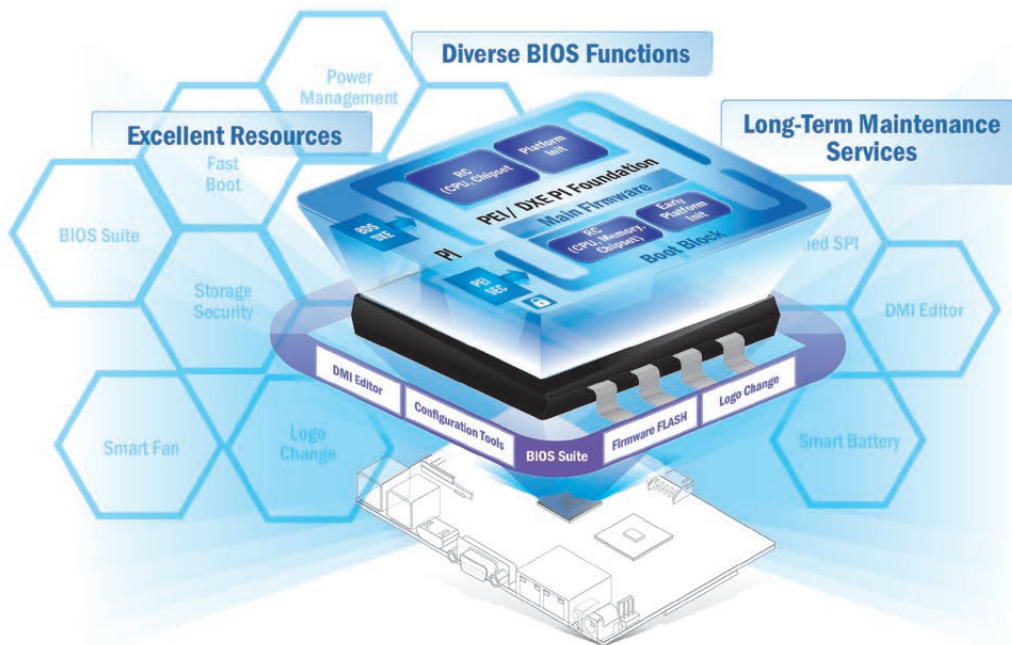 Diverse BIOS Functions
Excellent Resources
Long-Term Maintenance
Services
Power
Management
Fast
Boot
BIOS Suite
Storage
Security
Smart Fan
Logo
Change
SPI
DMI Editor
Smart Battery
RC
(CPU, Chipset
Platform
Init
PEI/ DXE PI Foundation
Main Firmware
BDS
DXE
PI
RC
(CPU, Memory,
Chipset)
Early
Platform
Init.
Boot Block
PEI
SEC
DMI Editor
Configuration Tools
BIOS Suite
Firmware FLASH
Logo Change